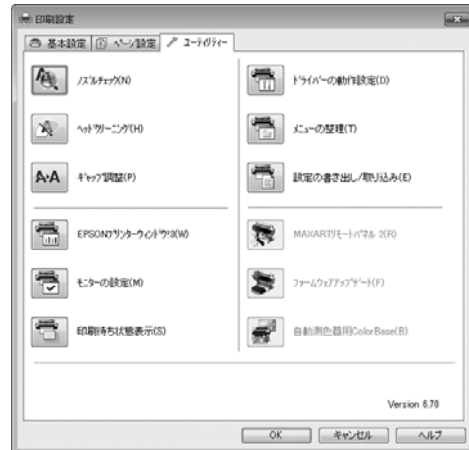 印刷設定
基本設定
ページ設定
ユーティリティー
ノズルチェック(N)
ヘッドクリーニング(H)
ギャップ調整(P)
EPSONプリンターウィンドウ!3(W)
モニターの設定(M)
印刷待ち状態表示(S)
ドライバーの動作設定(D)
メニューの整理(T)
設定の書き出し/取り込み(E)
MAXARTリモートパネル 2(R)
ファームウェアアップデート(F)
自動測色器用ColorBase(B)
Version 6.70
OK
キャンセル
ヘルプ